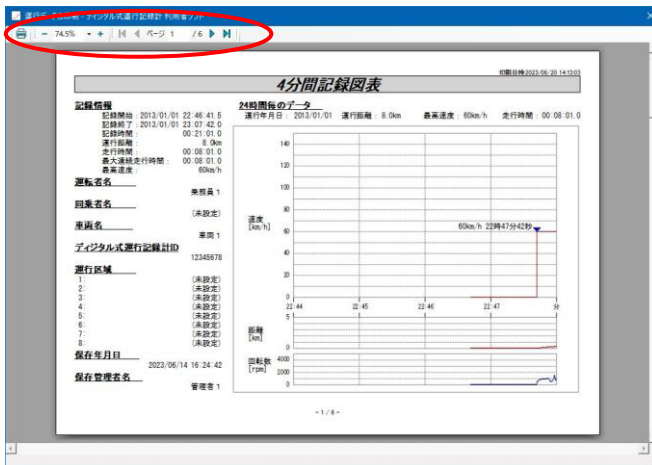 運行データの印刷 - ディジタル式運行記録計 利用者ソフト
74.5% ページ 1 /6
印刷日時 2023/06/20 14:13:03
4分間記録図表
記録情報
記録開始 : 2013/01/01 22:46:41.5
記録終了 : 2013/01/01 23:07:42.0
記録時間 : 00:21:01.0
運行距離 : 8.0km
走行時間 : 00:08:01.0
最大連続走行時間 : 00:08:01.0
最高速度 : 60km/h
運転者名
乗務員 1
同乗者名
(未設定)
車両名
車両 1
ディジタル式運行記録計ID
12345678
運行区域
1: (未設定)
2: (未設定)
3: (未設定)
4: (未設定)
5: (未設定)
6: (未設定)
7: (未設定)
8: (未設定)
保存年月日
2023/06/14 16:24:42
保存管理者名
管理者 1
24時間毎のデータ
運行年月日 : 2013/01/01 運行距離 : 8.0km 最高速度 : 60km/h 走行時間 : 00:08:01.0
140
120
100
80
速度
[km/h]
60
60km/h 22時47分42秒
40
20
0
22:44 22:45 22:46 22:47 分
5
距離
[km]
0
回転数
[rpm]
4000
2000
0
- 1 / 6 -